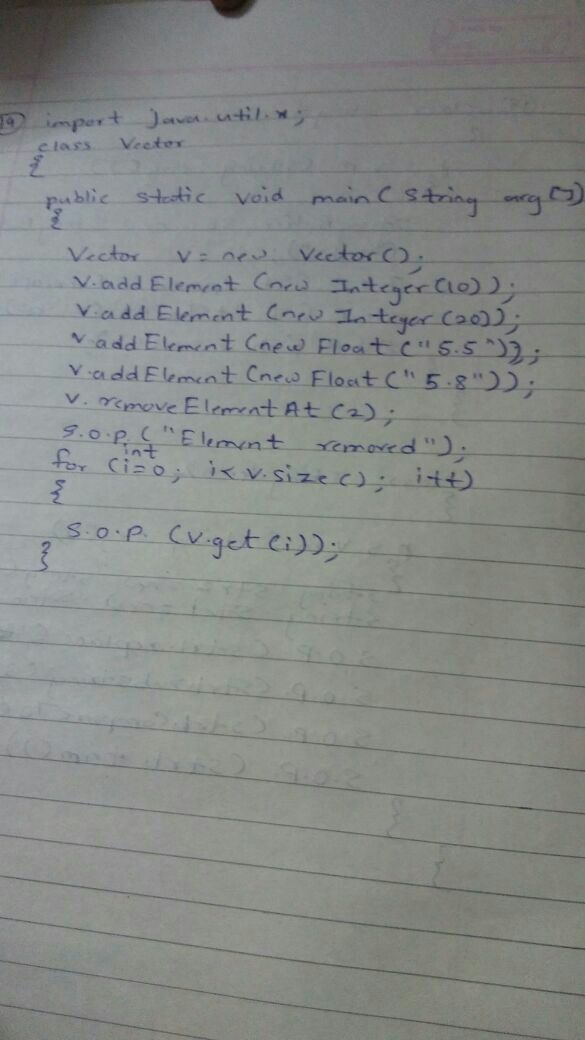 19 import java.util.*;
class Vector
{
public static void main (String arg[])
{
Vector v = new Vector();
v.addElement (new Integer (10));
v.addElement (new Integer (20));
v.addElement (new Float ("5.5"));
v.addElement (new Float ("5.8"));
v.removeElementAt (2);
S.o.p. ("Element removed");
for (int i=0; i< v.size(); i++)
{
S.o.p. (v.get(i));
}